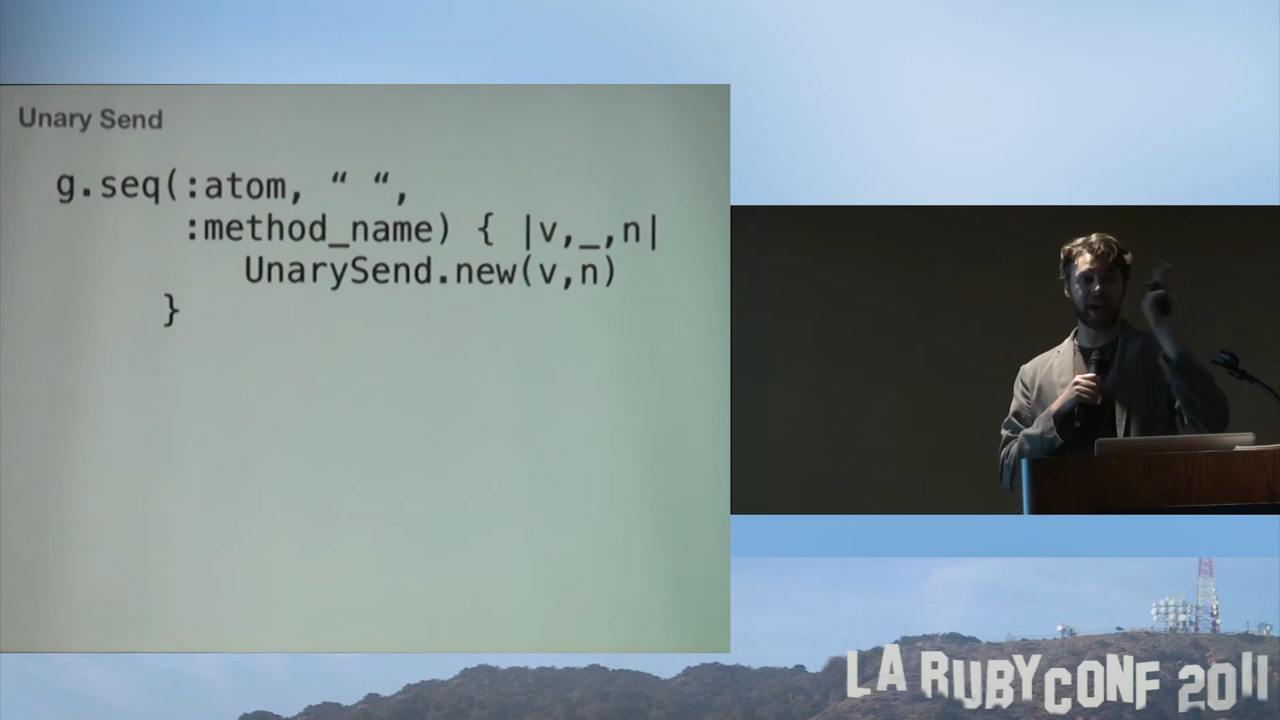 Unary Send
g.seq(:atom, “ “,
:method_name) { |v,_,n|
UnarySend.new(v,n)
}
LA RUBYCONF 2011